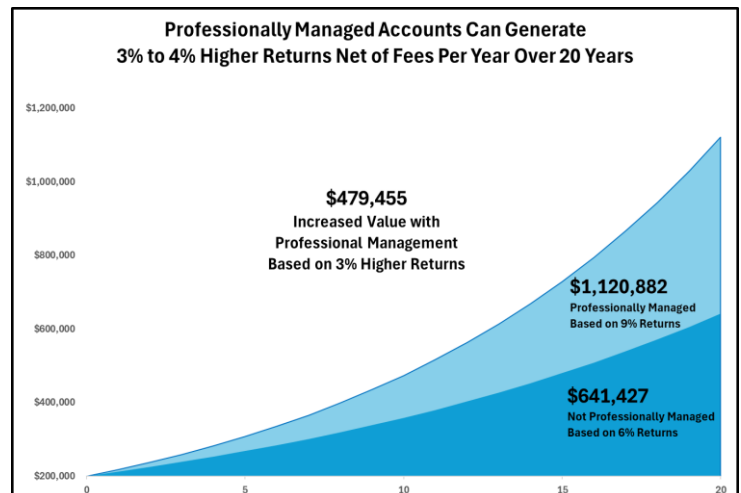 Professionally Managed Accounts Can Generate
3% to 4% Higher Returns Net of Fees Per Year Over 20 Years
$1,200,000
$1,000,000
$800,000
$600,000
$400,000
$200,000
$479,455
Increased Value with
Professional Management
Based on 3% Higher Returns
$1,120,882
Professionally Managed
Based on 9% Returns
$641,427
Not Professionally Managed
Based on 6% Returns
0 5 10 15 20